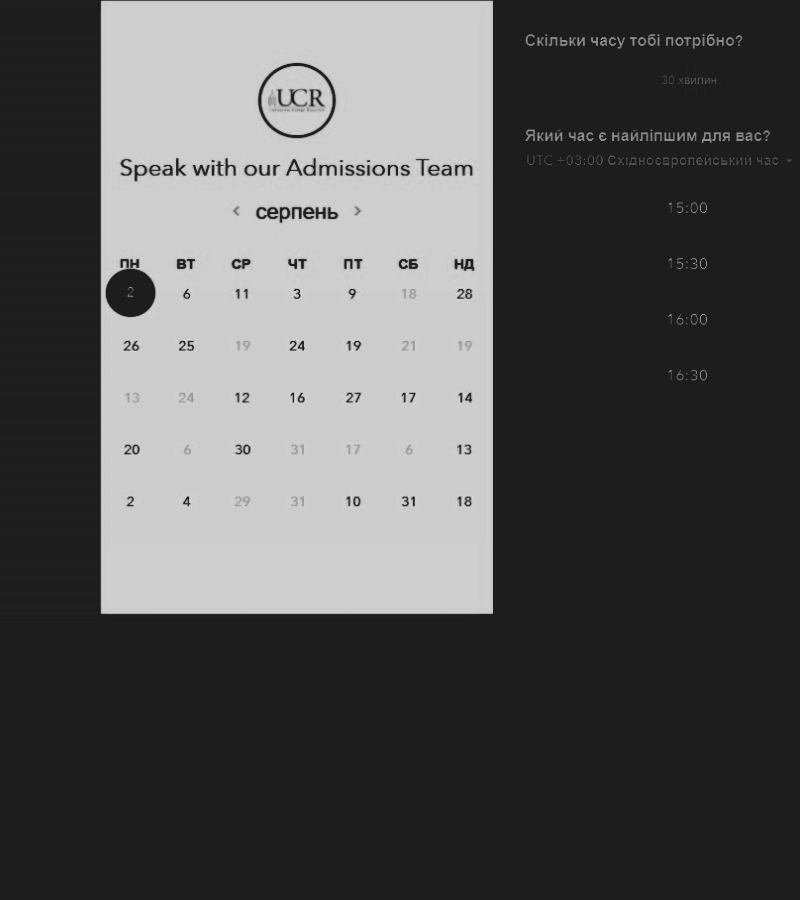 UCR
Speak with our Admissions Team
< серпень >
ПН ВТ СР ЧТ ПТ СБ НД
2 6 11 3 9 18 28
26 25 19 24 19 21 19
13 24 12 16 27 17 14
20 6 30 31 17 6 13
2 4 29 31 10 31 18
Скільки часу тобі потрібно?
30 хвилин
Який час є найліпшим для вас?
UTC +03:00 Східноєвропейський час
15:00
15:30
16:00
16:30